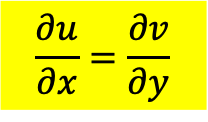 ∂u/∂x = ∂v/∂y